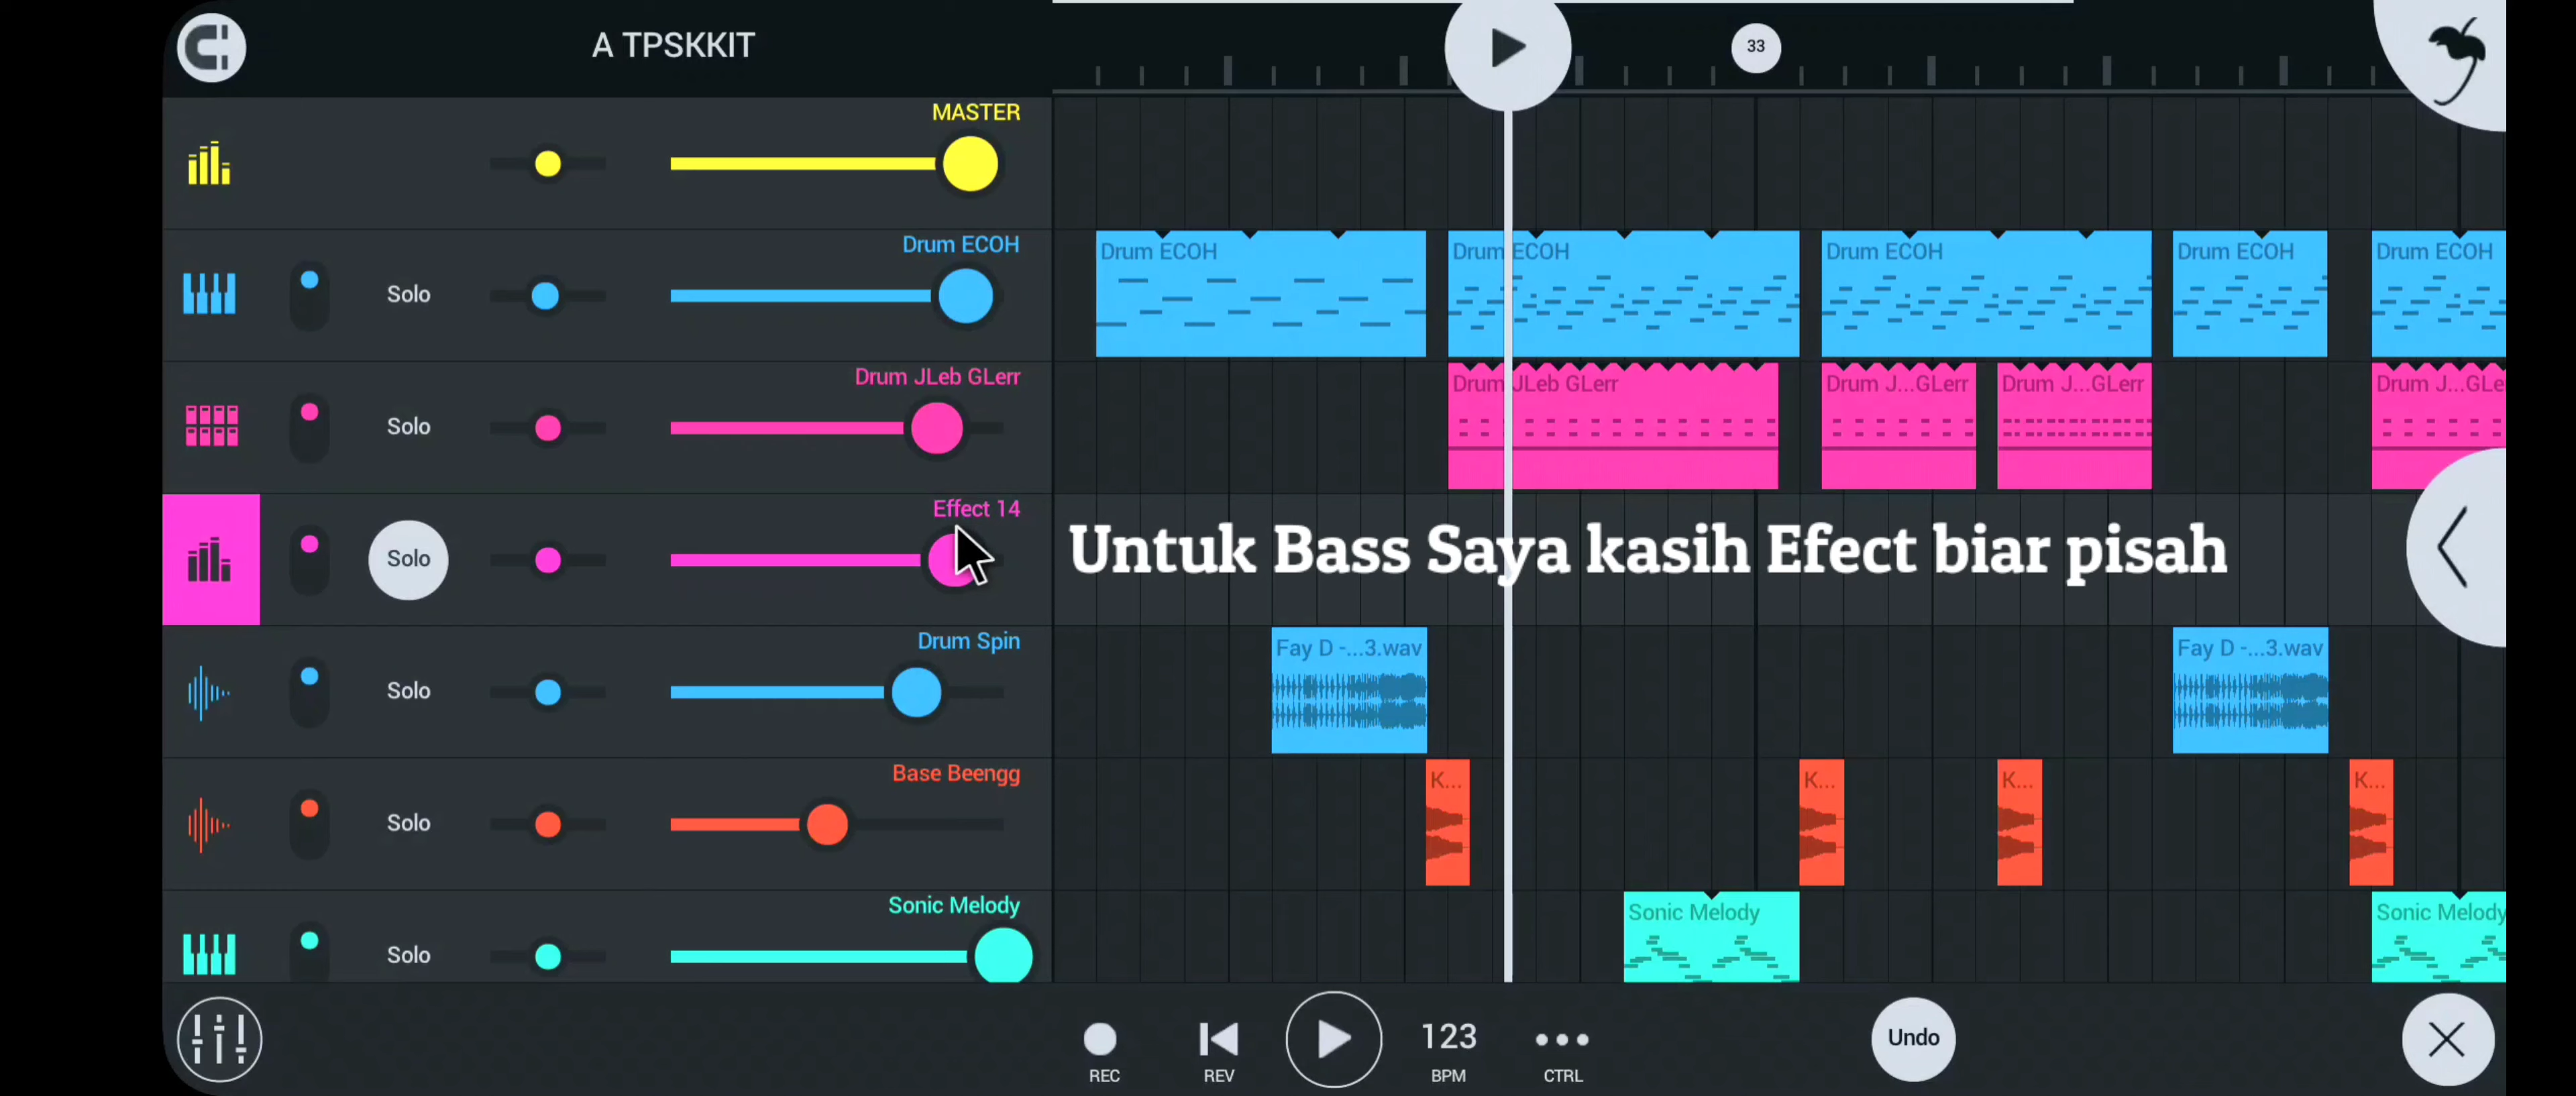 A TPSKKIT
33
MASTER
Drum ECOH
Solo
Drum ECOH
Drum ECOH
Drum ECOH
Drum ECOH
Drum ECOH
Drum JLeb GLerr
Solo
Drum JLeb GLerr
Drum J...GLerr
Drum J...GLerr
Drum J...GLe
Effect 14
Solo
Untuk Bass Saya kasih Efect biar pisah
Drum Spin
Solo
Fay D -...3.wav
Fay D -...3.wav
Base Beengg
Solo
K...
K...
K...
K...
Sonic Melody
Solo
Sonic Melody
Sonic Melody
REC
REV
123
BPM
CTRL
Undo